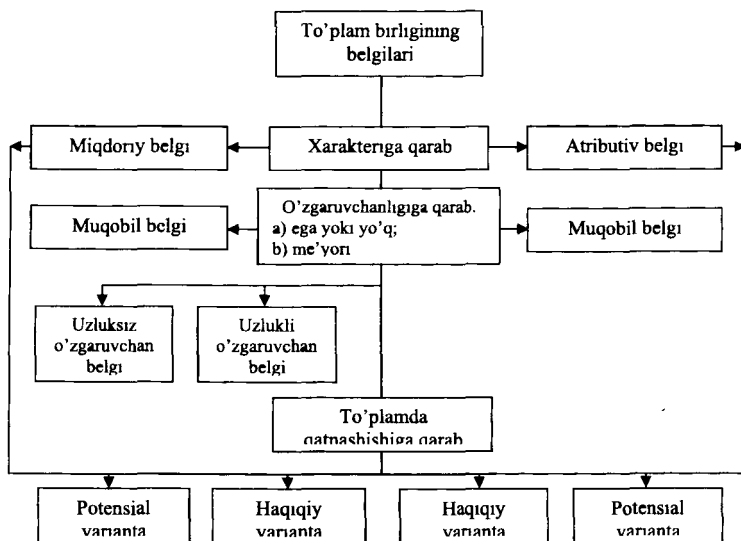 To'plam birligining
belgilari
Miqdoriy belgi
Xarakteriga qarab
Atributiv belgi
O'zgaruvchanligiga qarab.
a) ega yoki yo'q;
b) me'yori
Muqobil belgi
Muqobil belgi
Uzluksiz
o'zgaruvchan
belgi
Uzlukli
o'zgaruvchan
belgi
To'plamda
qatnashishiga qarab
Potensial
varianta
Haqiqiy
varianta
Haqiqiy
varianta
Potensial
varianta